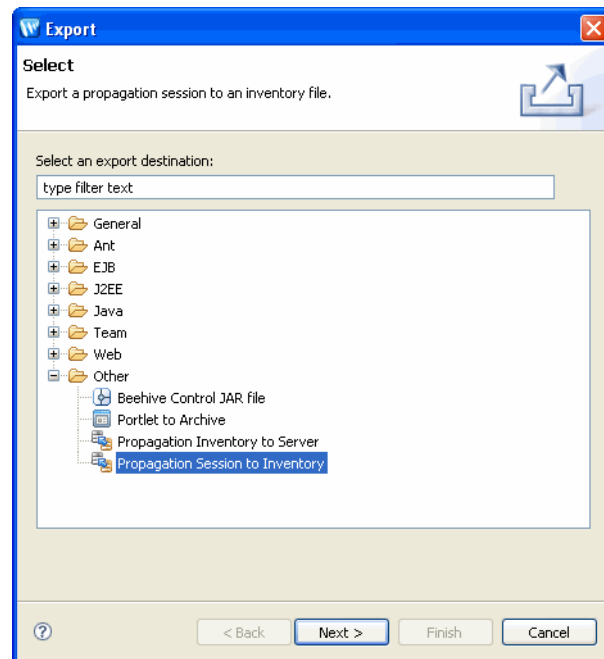 Export
Select
Export a propagation session to an inventory file.
Select an export destination:
type filter text
General
Ant
EJB
J2EE
Java
Team
Web
Other
Beehive Control JAR file
Portlet to Archive
Propagation Inventory to Server
Propagation Session to Inventory
? < Back Next > Finish Cancel